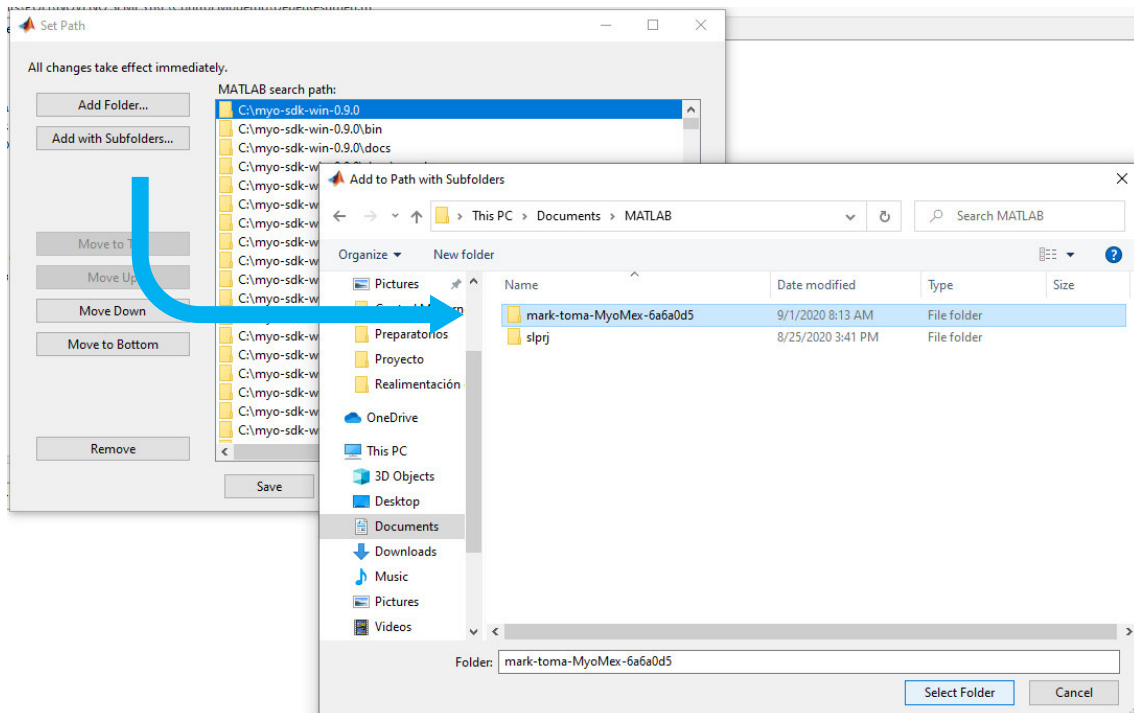 Set Path
All changes take effect immediately.
MATLAB search path:
Add Folder...
Add with Subfolders...
Move to
Move Up
Move Down
Move to Bottom
Remove
Save
C:\myo-sdk-win-0.9.0
C:\myo-sdk-win-0.9.0\bin
C:\myo-sdk-win-0.9.0\docs
C:\myo-sdk-w
C:\myo-sdk-w
C:\myo-sdk-w
C:\myo-sdk-w
C:\myo-sdk-w
C:\myo-sdk-w
C:\myo-sdk-w
C:\myo-sdk-w
C:\myo-sdk-w
C:\myo-sdk-w
C:\myo-sdk-w
C:\myo-sdk-w
C:\myo-sdk-w
C:\myo-sdk-w
Add to Path with Subfolders
This PC > Documents > MATLAB
Search MATLAB
Organize
New folder
Pictures
Preparatorios
Proyecto
Realimentación
OneDrive
This PC
3D Objects
Desktop
Documents
Downloads
Music
Pictures
Videos
Name Date modified Type Size
mark-toma-MyoMex-6a6a0d5 9/1/2020 8:13 AM File folder
slprj 8/25/2020 3:41 PM File folder
Folder: mark-toma-MyoMex-6a6a0d5
Select Folder
Cancel